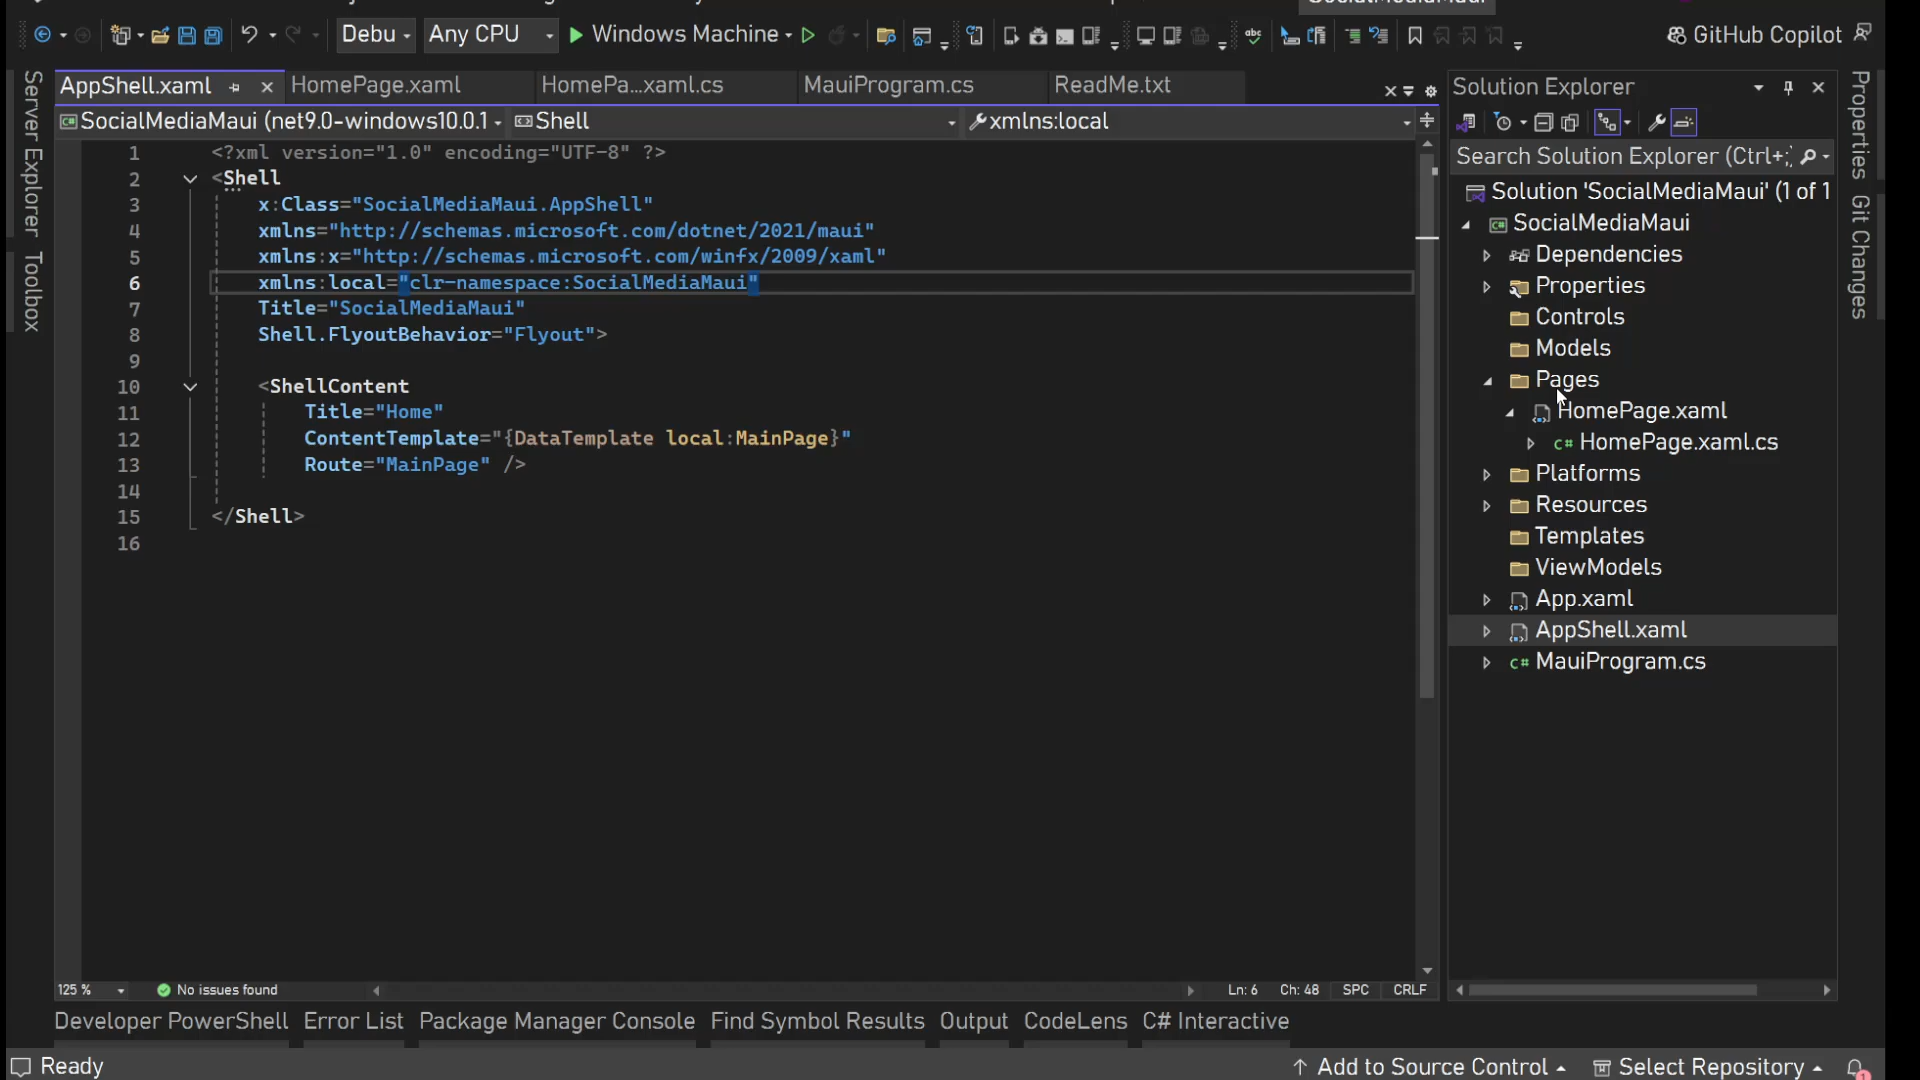 Debu
Any CPU
Windows Machine
GitHub Copilot
Server Explorer
Toolbox
AppShell.xaml
HomePage.xaml
HomePa...xaml.cs
MauiProgram.cs
ReadMe.txt
SocialMediaMaui (net9.0-windows10.0.1
Shell
xmlns:local
1 <?xml version="1.0" encoding="UTF-8" ?>
2 <Shell
3 x:Class="SocialMediaMaui.AppShell"
4 xmlns="http://schemas.microsoft.com/dotnet/2021/maui"
5 xmlns:x="http://schemas.microsoft.com/winfx/2009/xaml"
6 xmlns:local="clr-namespace:SocialMediaMaui"
7 Title="SocialMediaMaui"
8 Shell.FlyoutBehavior="Flyout">
9
10 <ShellContent
11 Title="Home"
12 ContentTemplate="{DataTemplate local:MainPage}"
13 Route="MainPage" />
14
15 </Shell>
16
125 %
No issues found
Ln: 6
Ch: 48
SPC
CRLF
Solution Explorer
Search Solution Explorer (Ctrl+;)
Solution 'SocialMediaMaui' (1 of 1
SocialMediaMaui
Dependencies
Properties
Controls
Models
Pages
HomePage.xaml
C# HomePage.xaml.cs
Platforms
Resources
Templates
ViewModels
App.xaml
AppShell.xaml
C# MauiProgram.cs
Properties
Git Changes
Developer PowerShell
Error List
Package Manager Console
Find Symbol Results
Output
CodeLens
C# Interactive
Ready
Add to Source Control
Select Repository
1